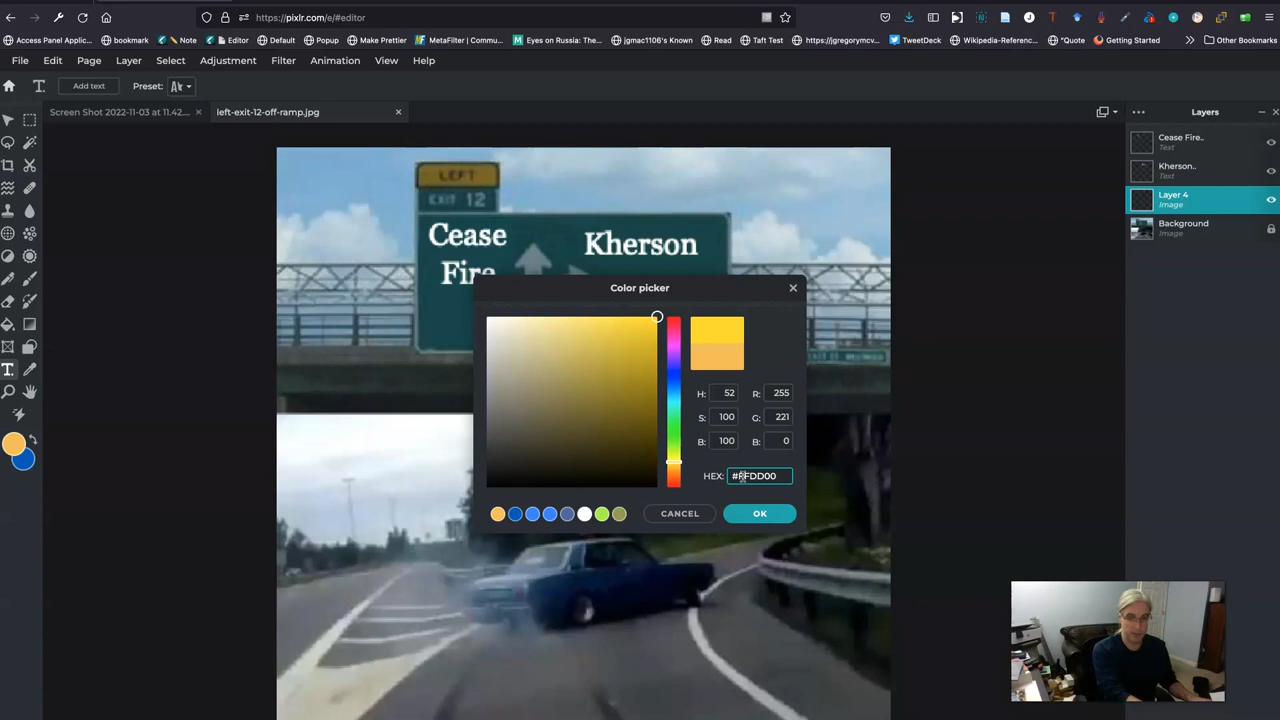 https://pixlr.com/e/#editor
Access Panel Applic... bookmark Note Editor Default Popup Make Prettier MetaFilter | Commu... Eyes on Russia: The... jgmac1106's Known Read Taft Test https://jgregorymcv... TweetDeck Wikipedia-Referenc... "Quote Getting Started Other Bookmarks
File Edit Page Layer Select Adjustment Filter Animation View Help
Add text Preset:
Screen Shot 2022-11-03 at 11.42.... left-exit-12-off-ramp.jpg Layers
Cease Fire..
Text
Kherson..
Text
Layer 4
Image
Background
Image
LEFT
EXIT 12
Cease
Fire
Kherson
Color picker
H: 52 R: 255
S: 100 G: 221
B: 100 B: 0
HEX: #FFDD00
CANCEL OK